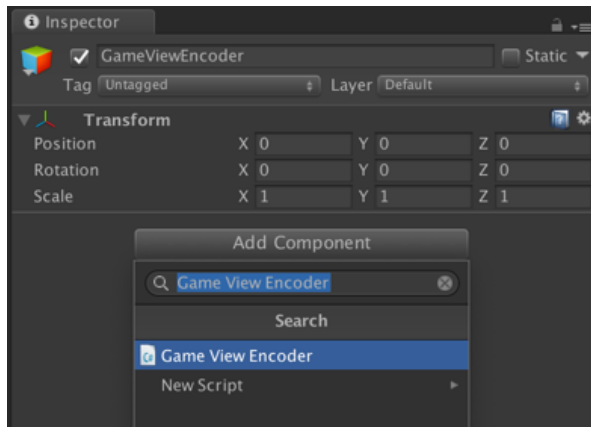 Inspector
GameViewEncoder Static
Tag Untagged Layer Default
Transform
Position X 0 Y 0 Z 0
Rotation X 0 Y 0 Z 0
Scale X 1 Y 1 Z 1
Add Component
Game View Encoder
Search
Game View Encoder
New Script